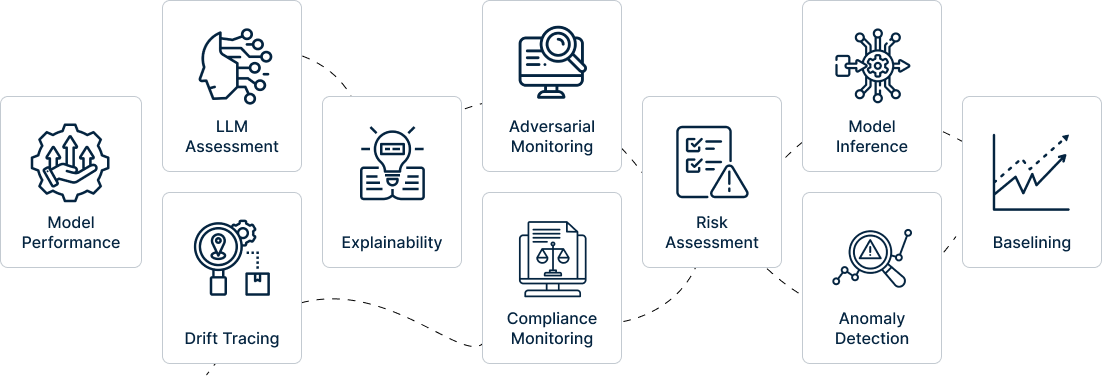 Model
Performance
LLM
Assessment
Drift Tracing
Explainability
Adversarial
Monitoring
Compliance
Monitoring
Risk
Assessment
Model
Inference
Anomaly
Detection
Baselining